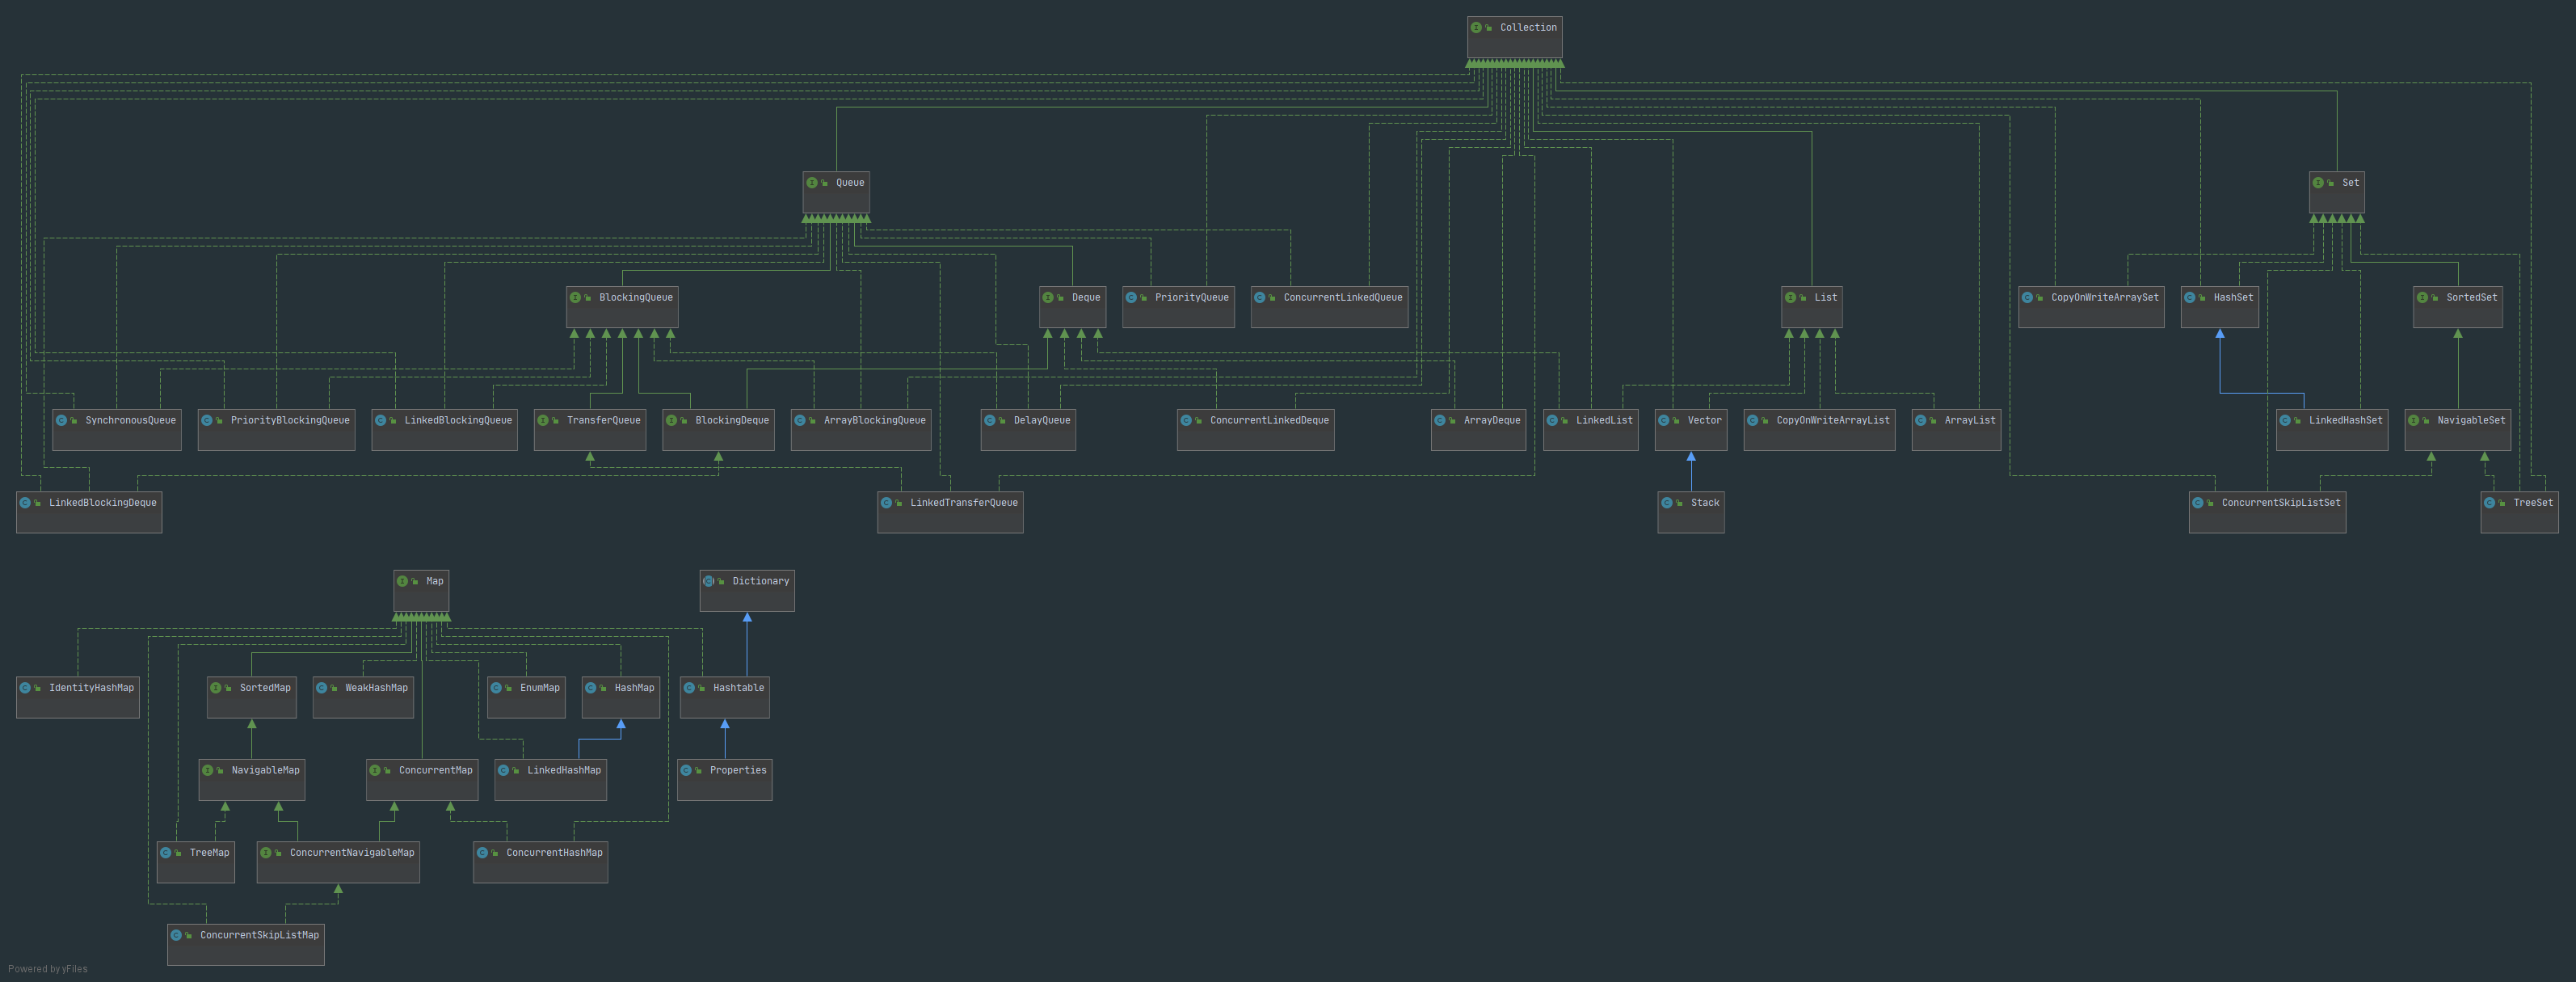 Collection
Queue
Set
BlockingQueue
Deque
PriorityQueue
ConcurrentLinkedQueue
List
CopyOnWriteArraySet
HashSet
SortedSet
SynchronousQueue
PriorityBlockingQueue
LinkedBlockingQueue
TransferQueue
BlockingDeque
ArrayBlockingQueue
DelayQueue
ConcurrentLinkedDeque
ArrayDeque
LinkedList
Vector
CopyOnWriteArrayList
ArrayList
LinkedHashSet
NavigableSet
LinkedBlockingDeque
LinkedTransferQueue
Stack
ConcurrentSkipListSet
TreeSet
Map
Dictionary
IdentityHashMap
SortedMap
WeakHashMap
EnumMap
HashMap
Hashtable
NavigableMap
ConcurrentMap
LinkedHashMap
Properties
TreeMap
ConcurrentNavigableMap
ConcurrentHashMap
ConcurrentSkipListMap
Powered by yFiles